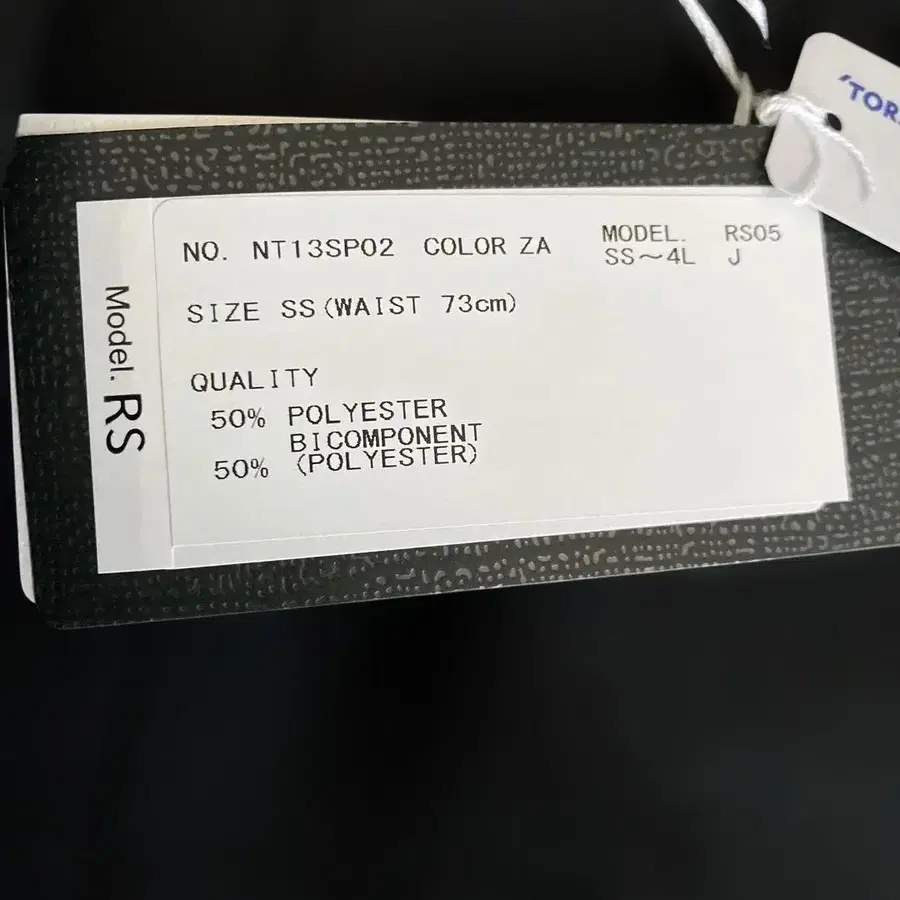 'TOR
Model. RS
NO. NT13SP02 COLOR ZA
MODEL. RS05
SS～4L J
SIZE SS(WAIST 73cm)
QUALITY
50% POLYESTER
BICOMPONENT
50% (POLYESTER)